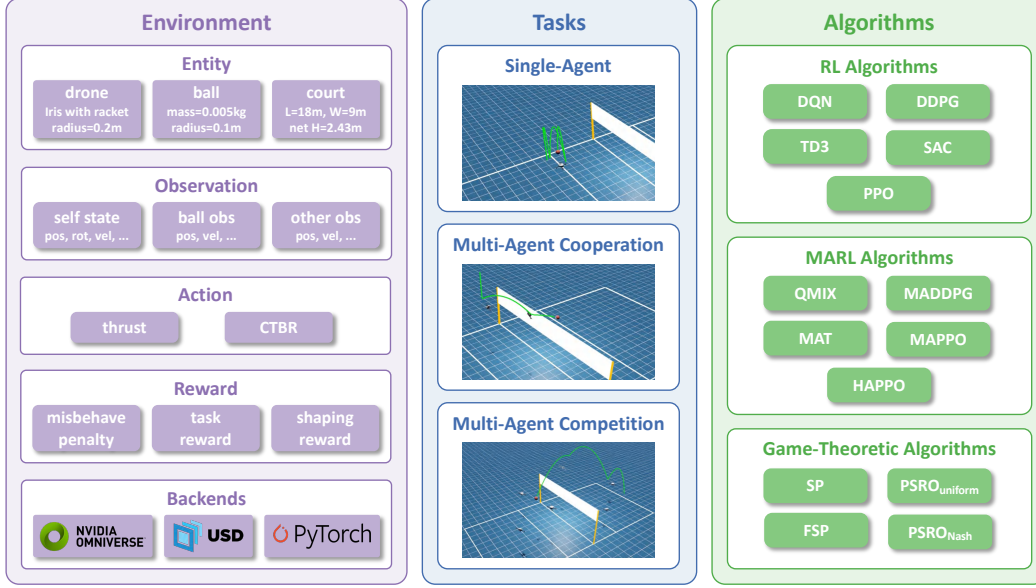 Environment
Entity
drone
Iris with racket
radius=0.2m
ball
mass=0.005kg
radius=0.1m
court
L=18m, W=9m
net H=2.43m
Observation
self state
pos, rot, vel, ...
ball obs
pos, vel, ...
other obs
pos, vel, ...
Action
thrust
CTBR
Reward
misbehave
penalty
task
reward
shaping
reward
Backends
NVIDIA
OMNIVERSE
USD
PyTorch
Tasks
Single-Agent
Multi-Agent Cooperation
Multi-Agent Competition
Algorithms
RL Algorithms
DQN
DDPG
TD3
SAC
PPO
MARL Algorithms
QMIX
MADDPG
MAT
MAPPO
HAPPO
Game-Theoretic Algorithms
SP
PSROuniform
FSP
PSRONash